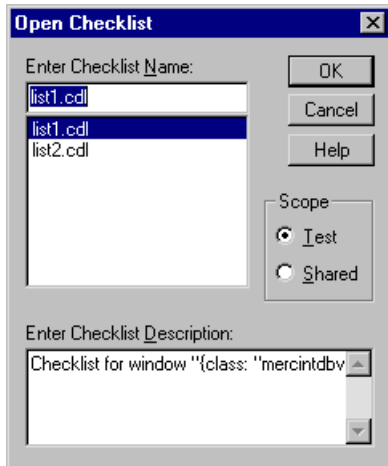 Open Checklist
Enter Checklist Name:
list1.cdl
list1.cdl
list2.cdl
OK
Cancel
Help
Scope
Test
Shared
Enter Checklist Description:
Checklist for window "{class: "mercintdbv